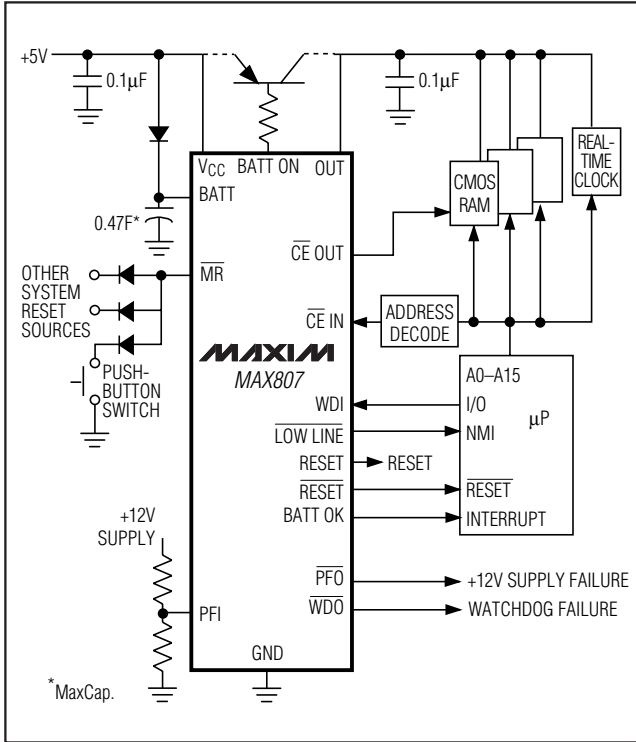 +5V
0.1µF
0.1µF
VCC
BATT ON
OUT
BATT
0.47F*
CMOS
RAM
REAL-
TIME
CLOCK
CE OUT
OTHER
SYSTEM
RESET
SOURCES
MR
CE IN
ADDRESS
DECODE
PUSH-
BUTTON
SWITCH
MAXIM
MAX807
A0–A15
WDI
I/O
µP
LOW LINE
NMI
RESET
RESET
RESET
RESET
BATT OK
INTERRUPT
+12V
SUPPLY
PFO
+12V SUPPLY FAILURE
PFI
WDO
WATCHDOG FAILURE
GND
*MaxCap.